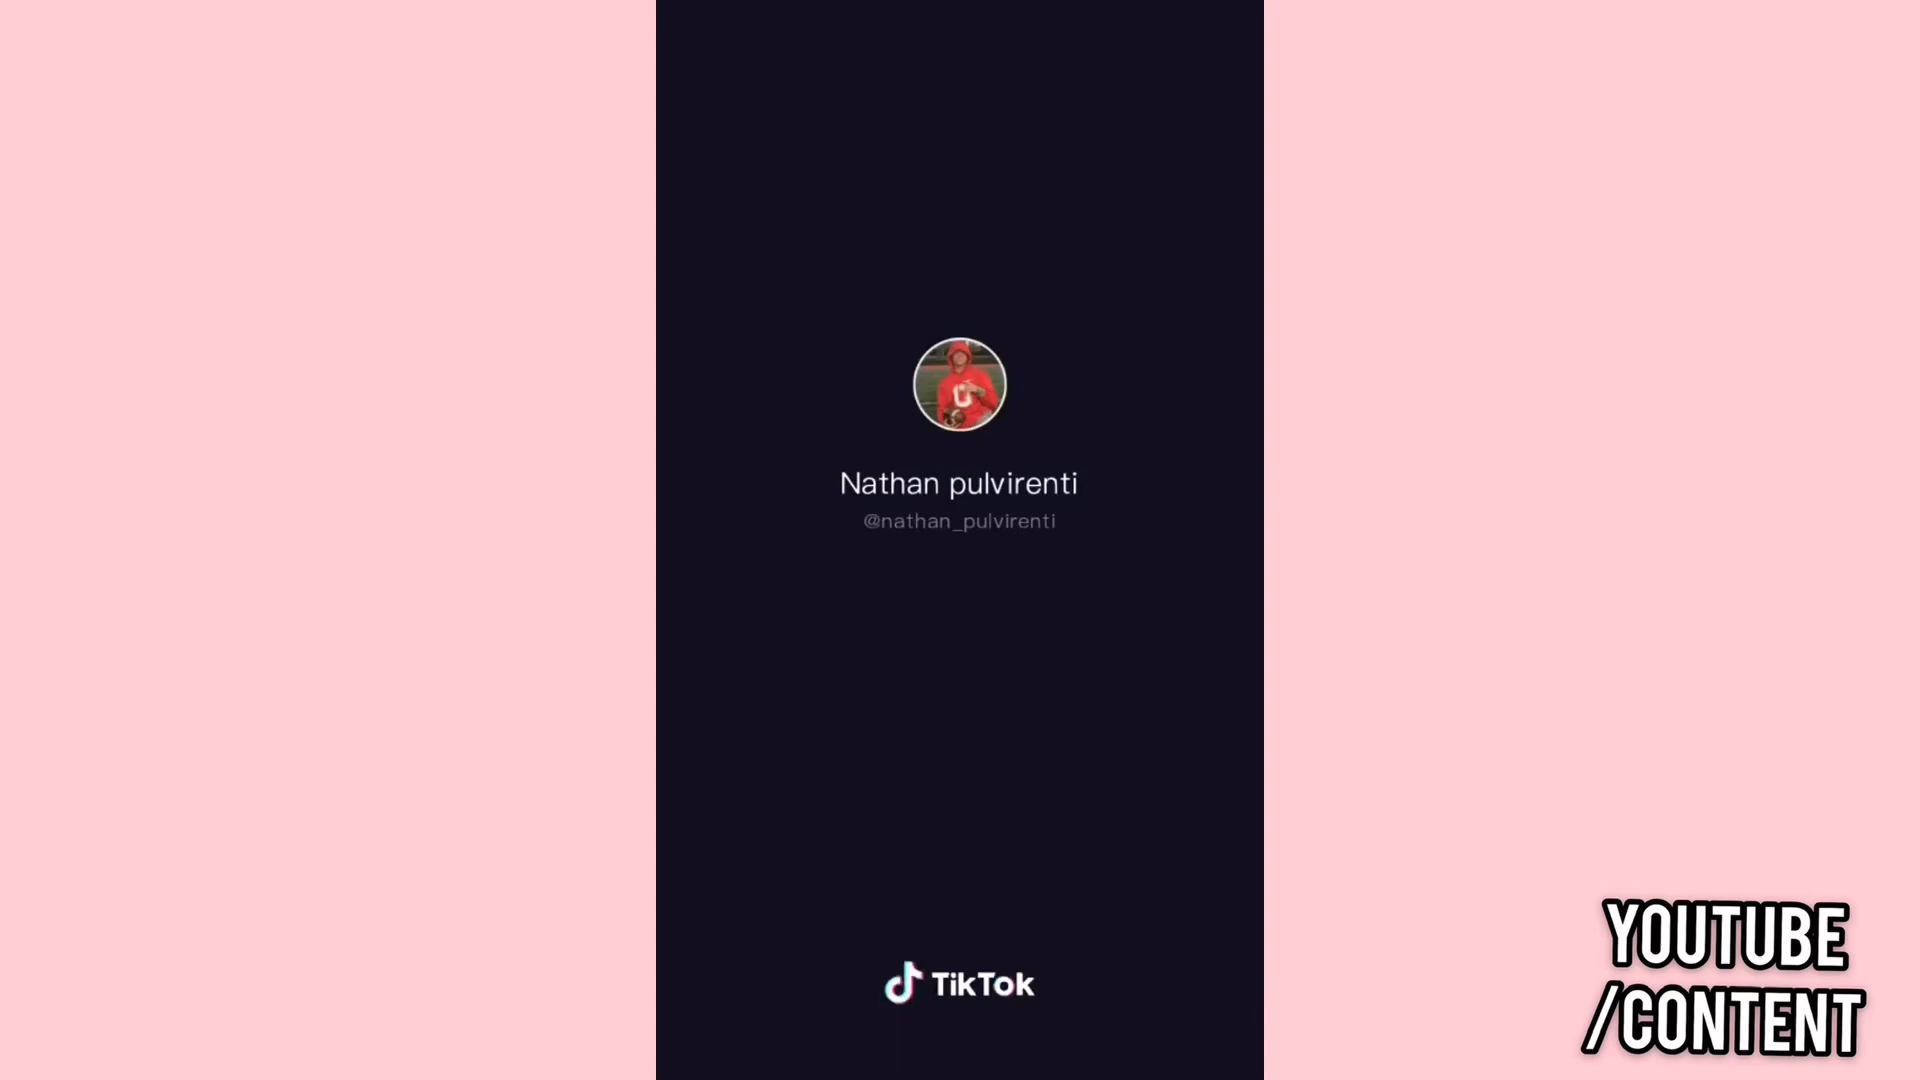 Nathan pulvirenti
@nathan_pulvirenti
TikTok
YOUTUBE
/CONTENT